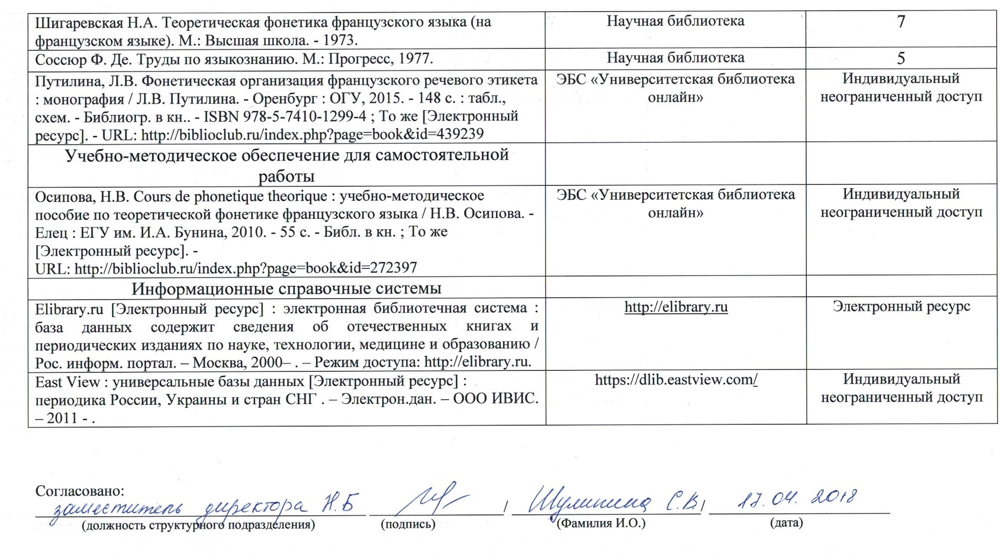 Шигаревская Н.А. Теоретическая фонетика французского языка (на
французском языке). М.: Высшая школа. - 1973.
Научная библиотека
7
Соссюр Ф. Де. Труды по языкознанию. М.: Прогресс, 1977.
Научная библиотека
5
Путилина, Л.В. Фонетическая организация французского речевого этикета
: монография / Л.В. Путилина. - Оренбург : ОГУ, 2015. - 148 с. : табл.,
схем. - Библиогр. в кн.. - ISBN 978-5-7410-1299-4 ; То же [Электронный
ресурс]. - URL: http://biblioclub.ru/index.php?page=book&id=439239
ЭБС «Университетская библиотека
онлайн»
Индивидуальный
неограниченный доступ
Учебно-методическое обеспечение для самостоятельной
работы
Осипова, Н.В. Cours de phonetique theorique : учебно-методическое
пособие по теоретической фонетике французского языка / Н.В. Осипова. -
Елец : ЕГУ им. И.А. Бунина, 2010. - 55 с. - Библ. в кн. ; То же
[Электронный ресурс]. -
URL: http://biblioclub.ru/index.php?page=book&id=272397
ЭБС «Университетская библиотека
онлайн»
Индивидуальный
неограниченный доступ
Информационные справочные системы
Elibrary.ru [Электронный ресурс] : электронная библиотечная система :
база данных содержит сведения об отечественных книгах и
периодических изданиях по науке, технологии, медицине и образованию /
Рос. информ. портал. – Москва, 2000– . – Режим доступа: http://elibrary.ru.
http://elibrary.ru
Электронный ресурс
East View : универсальные базы данных [Электронный ресурс] :
периодика России, Украины и стран СНГ . – Электрон.дан. – ООО ИВИС.
– 2011 - .
https://dlib.eastview.com/
Индивидуальный
неограниченный доступ
Согласовано:
заместитель директора Н.Б / Шулипина С.В. / 17.04.2018
(должность структурного подразделения) (подпись) (Фамилия И.О.) (дата)